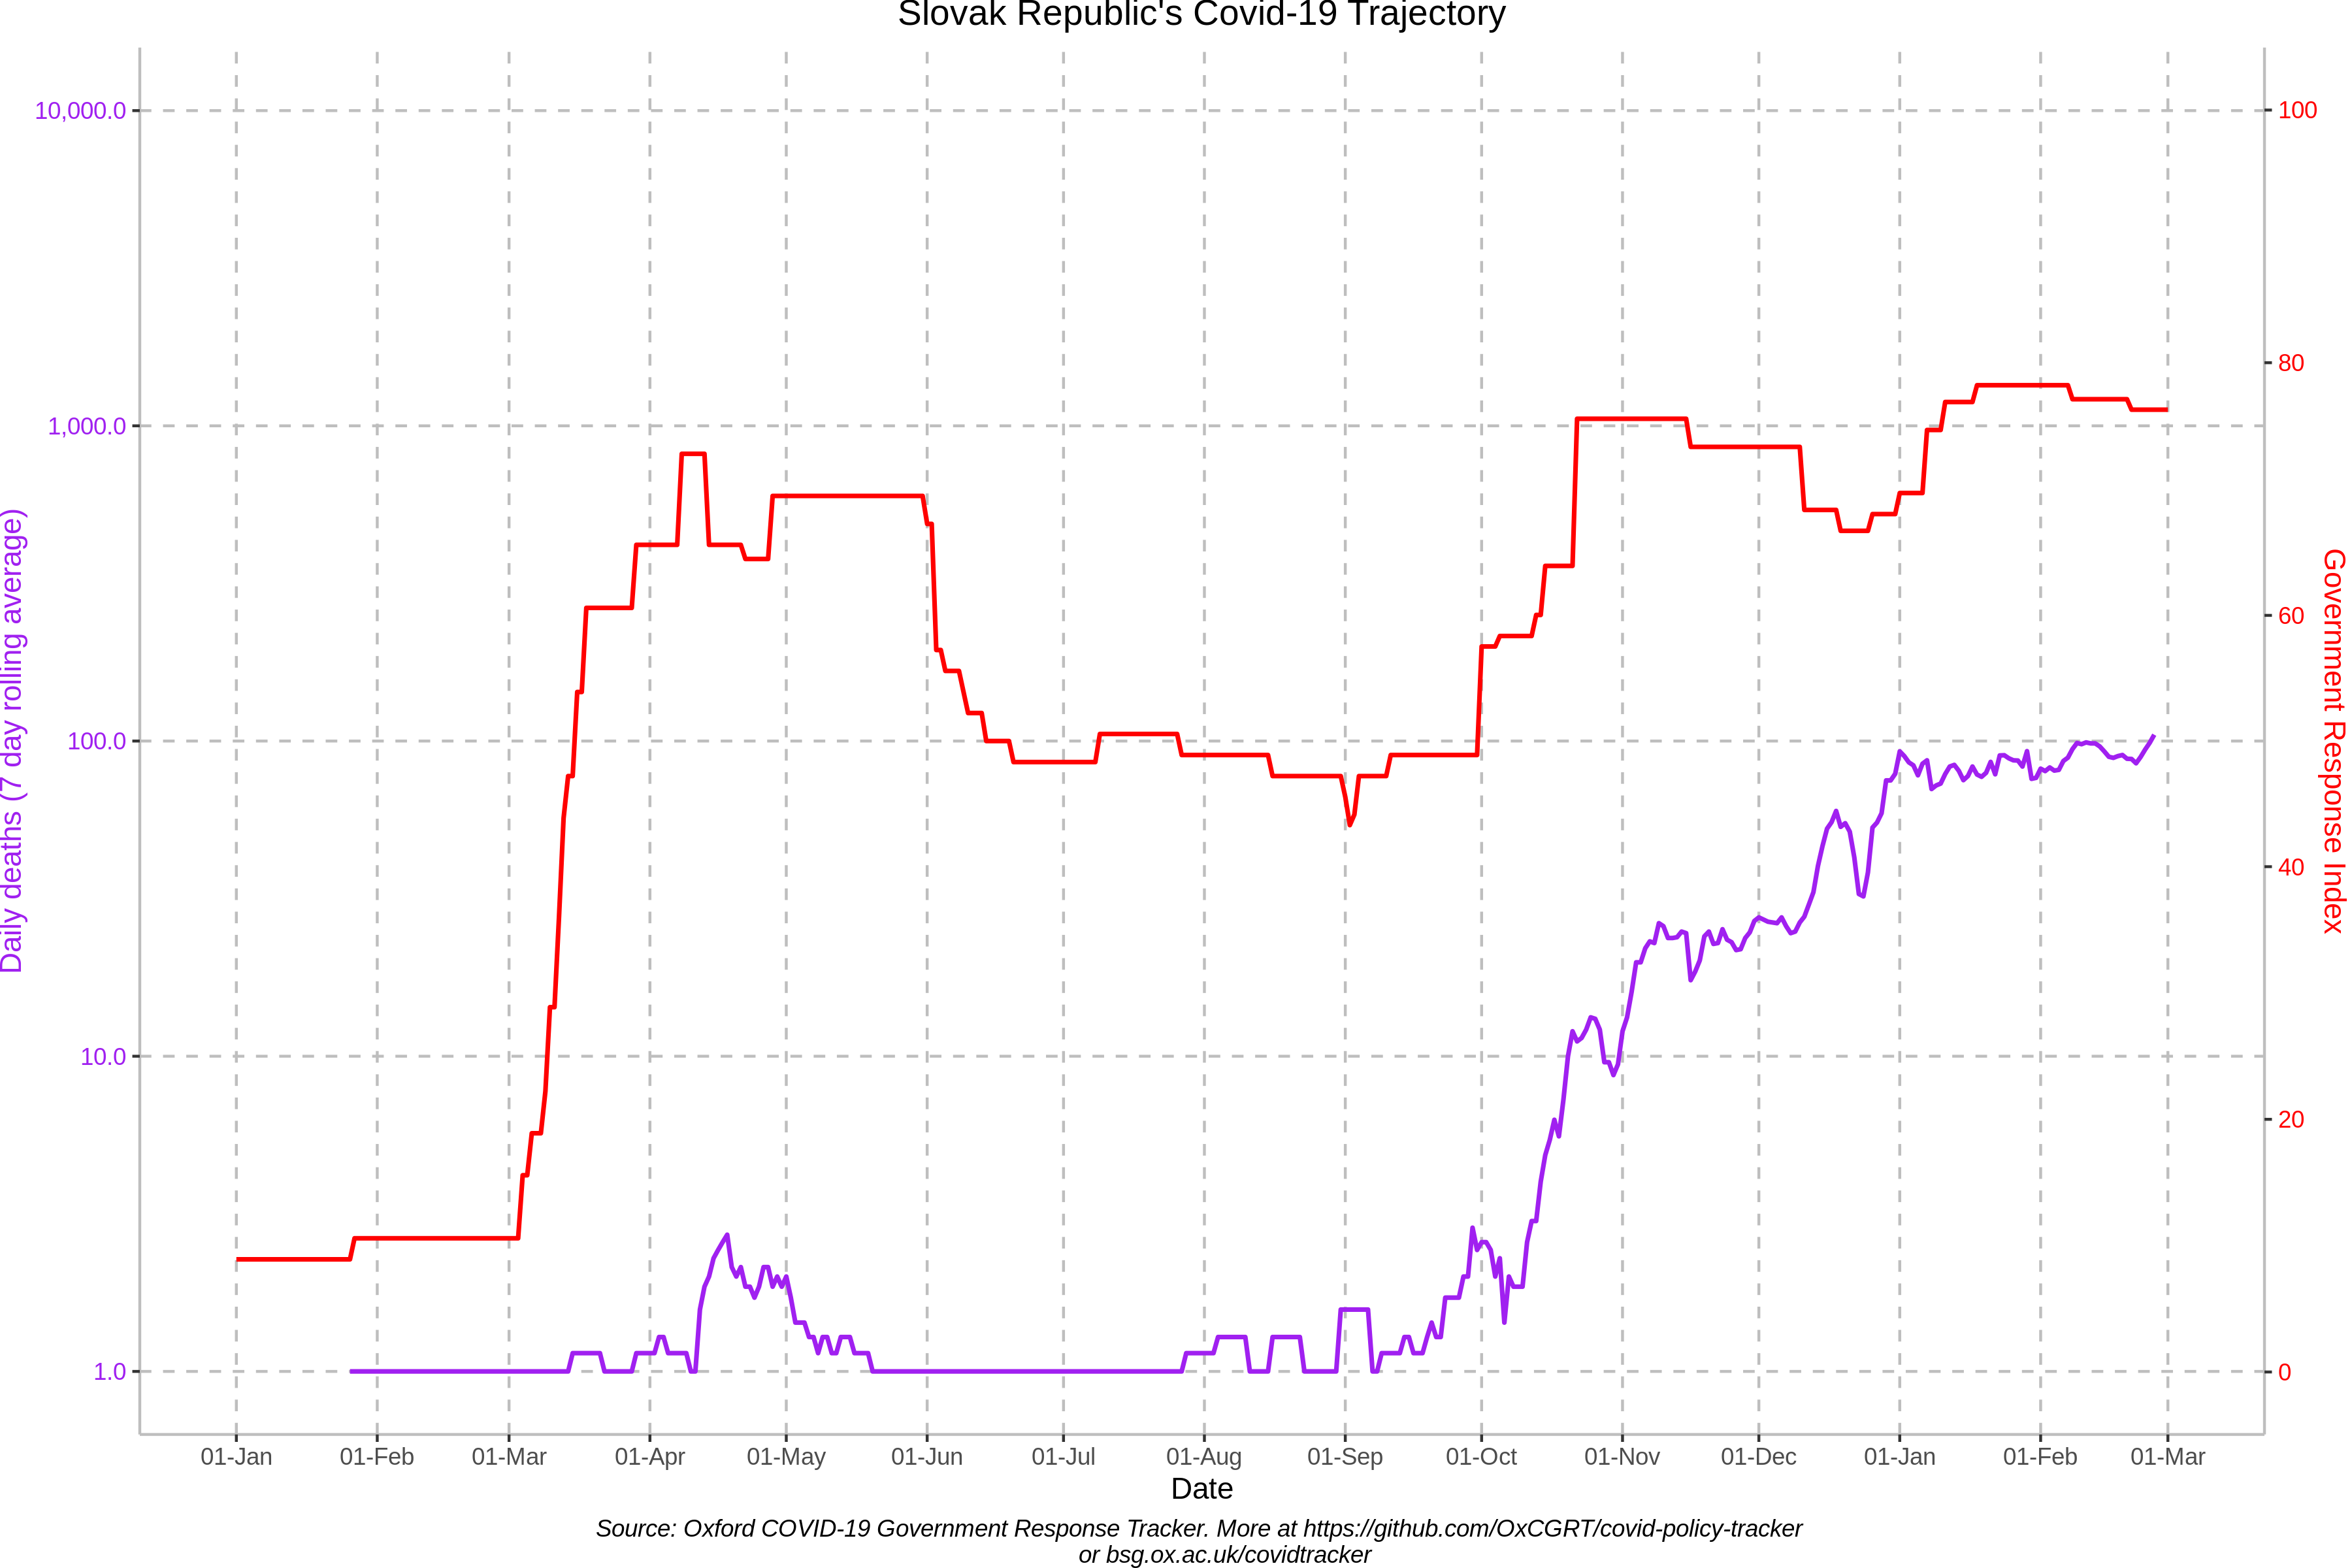 Slovak Republic's Covid-19 Trajectory
10,000.0
1,000.0
100.0
10.0
1.0
Daily deaths (7 day rolling average)
100
80
60
40
20
0
Government Response Index
01-Jan 01-Feb 01-Mar 01-Apr 01-May 01-Jun 01-Jul 01-Aug 01-Sep 01-Oct 01-Nov 01-Dec 01-Jan 01-Feb 01-Mar
Date
Source: Oxford COVID-19 Government Response Tracker. More at https://github.com/OxCGRT/covid-policy-tracker
or bsg.ox.ac.uk/covidtracker